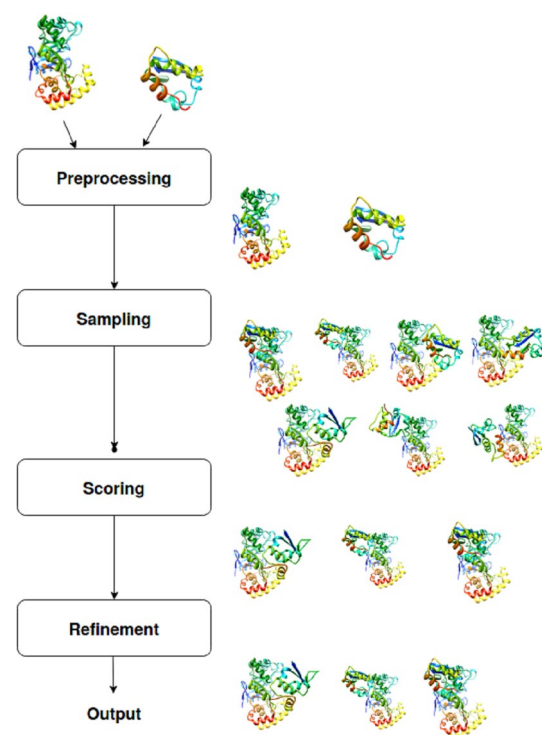 Preprocessing
Sampling
Scoring
Refinement
Output